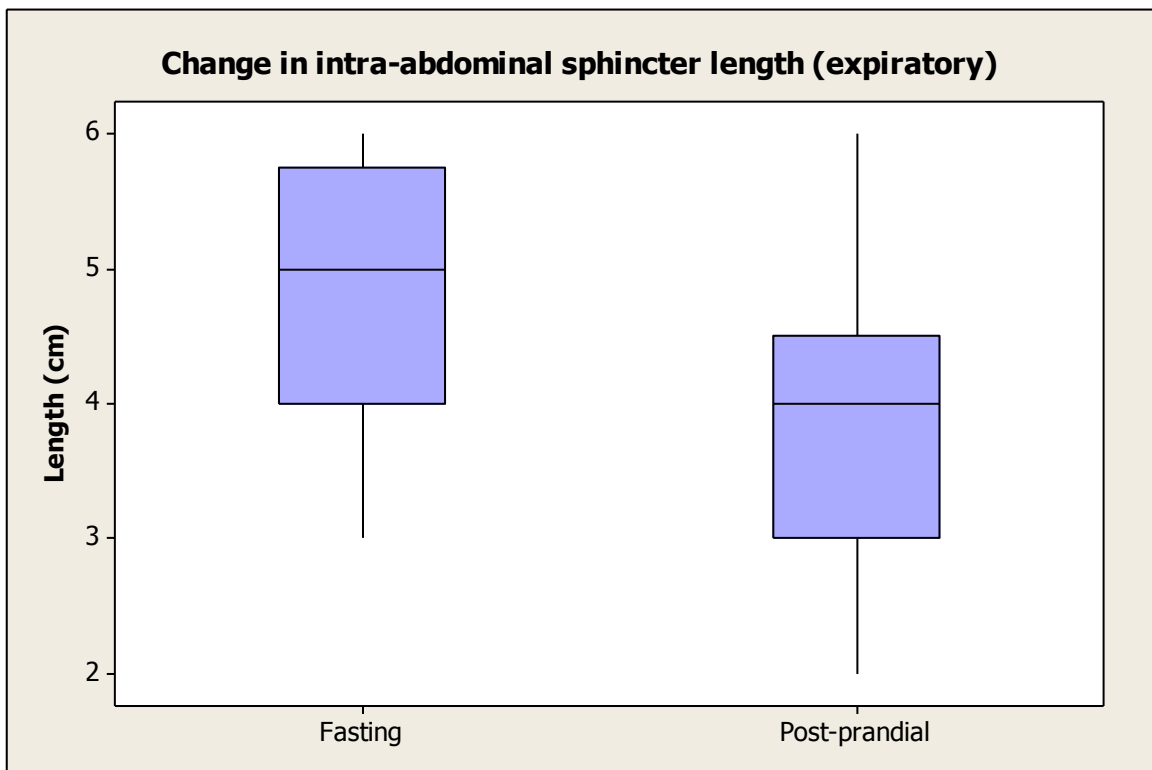 Change in intra-abdominal sphincter length (expiratory)
Length (cm)
6
5
4
3
2
Fasting
Post-prandial